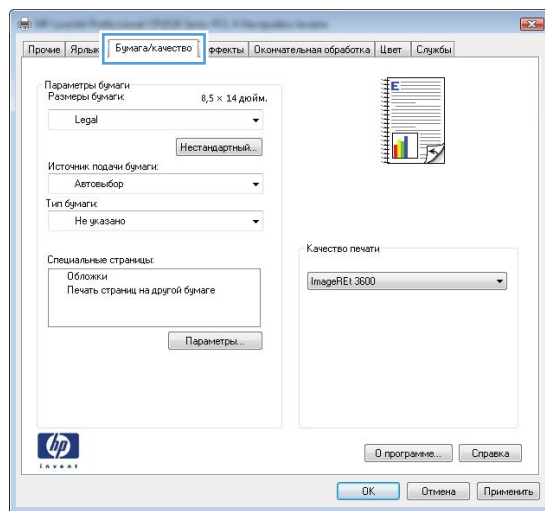 Прочие Ярлык Бумага/качество ффекты Окончательная обработка Цвет Службы
Параметры бумаги
Размеры бумаги: 8,5 × 14 дюйм.
Legal
Нестандартный...
Источник подачи бумаги:
Автовыбор
Тип бумаги:
Не указано
Специальные страницы:
Обложки
Печать страниц на другой бумаге
Параметры...
E
Качество печати
ImageREt 3600
hp
invent
О программе... Справка
OK Отмена Применить